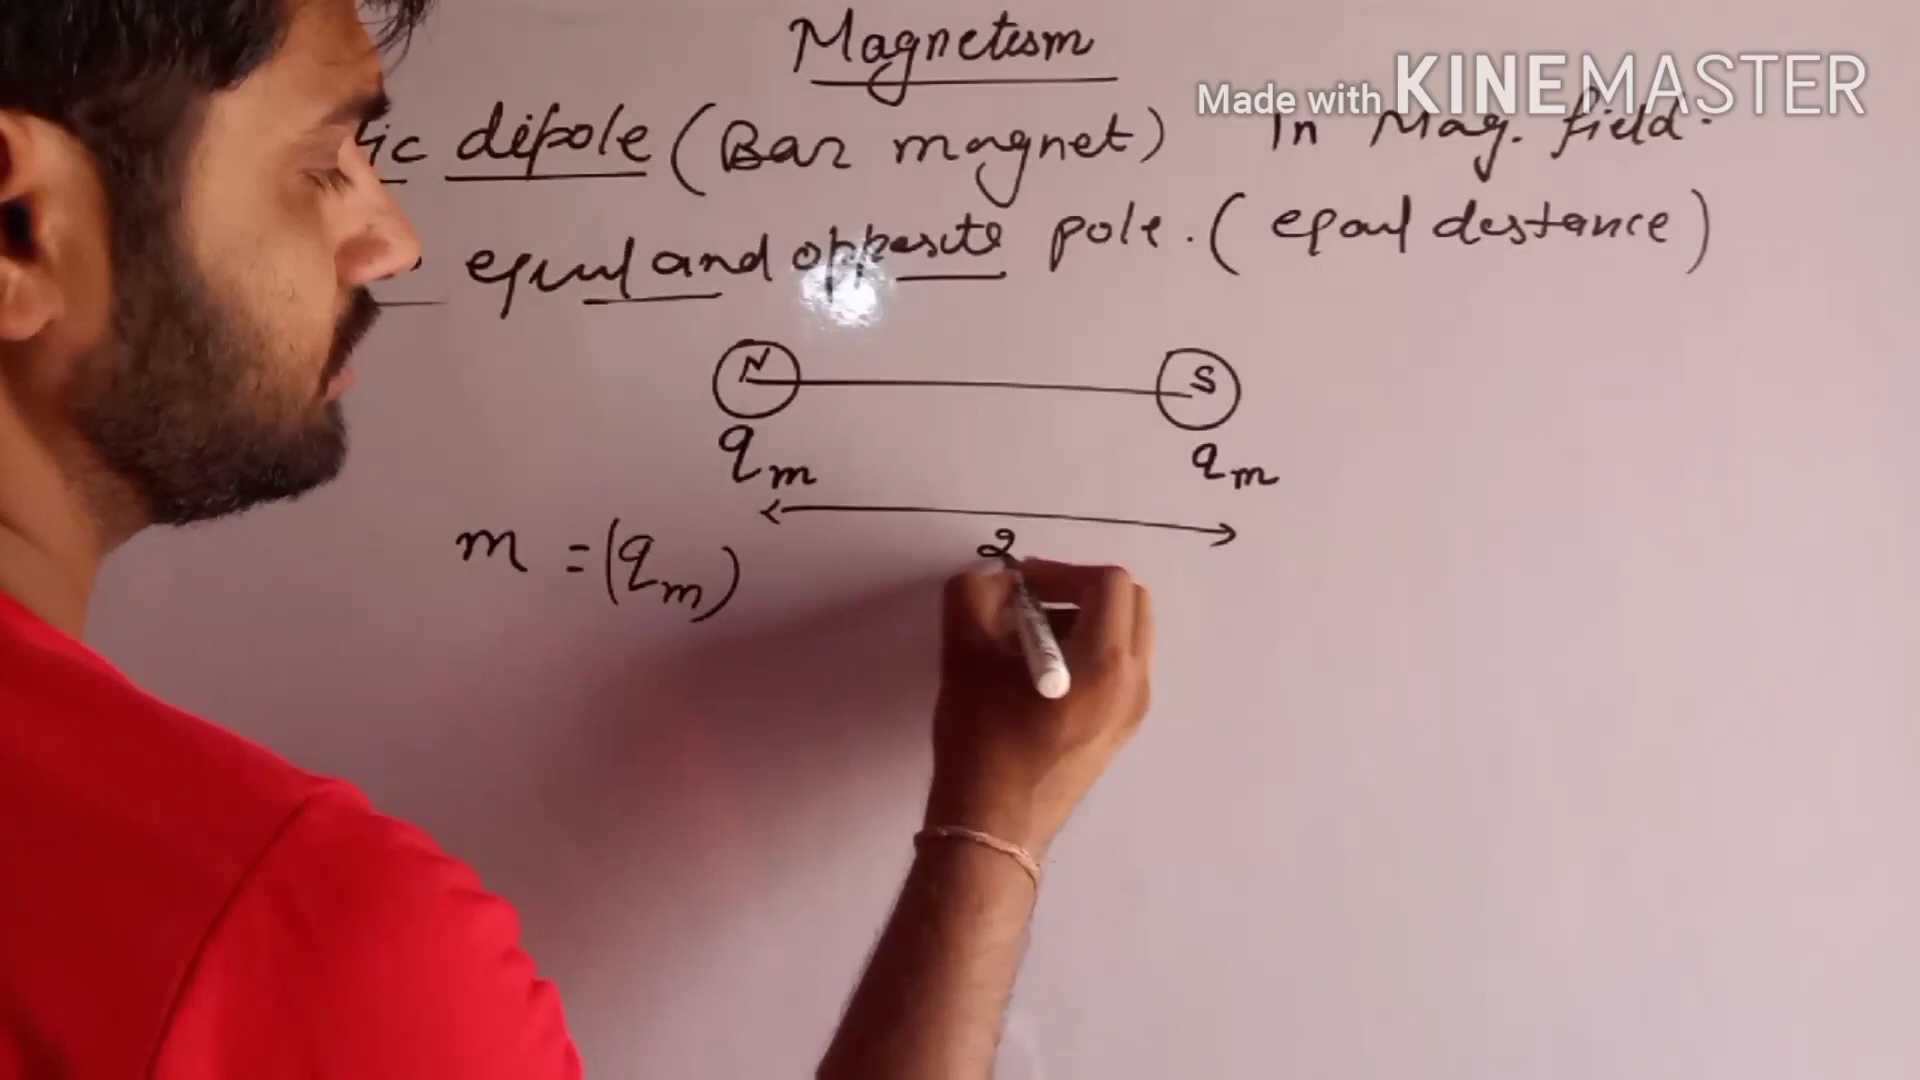 Magnetism
Made with KINEMASTER
tic dipole (Bar magnet) In Mag. field.
equal and opposite pole. (equal distance)
N S
qm qm
m = (qm)
2